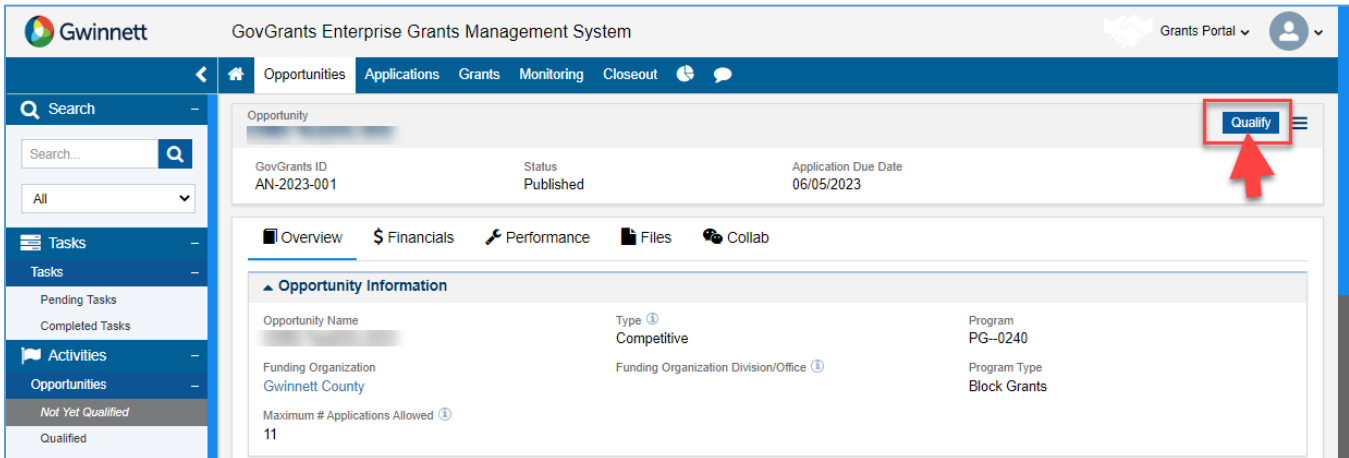 Gwinnett
GovGrants Enterprise Grants Management System
Grants Portal
Opportunities Applications Grants Monitoring Closeout
Search
Search...
All
Tasks
Tasks
Pending Tasks
Completed Tasks
Activities
Opportunities
Not Yet Qualified
Qualified
Opportunity
Qualify
GovGrants ID Status Application Due Date
AN-2023-001 Published 06/05/2023
Overview $ Financials Performance Files Collab
Opportunity Information
Opportunity Name Type Program
Competitive PG--0240
Funding Organization Funding Organization Division/Office Program Type
Gwinnett County Block Grants
Maximum # Applications Allowed
11